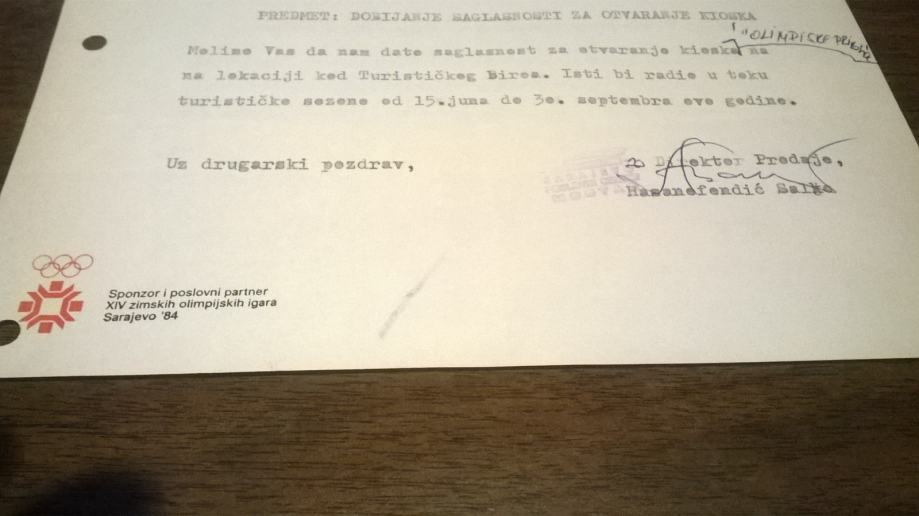 PREDMET: DOBIJANJE SAGLASNOSTI ZA OTVARANJE KIOSKA
"OLIMPIJSKE
Molimo Vas da nam date saglasnost za otvaranje kioska na
na lokaciji kod Turističkog Biroa. Isti bi radio u toku
turističke sezone od 15.juna do 30. septembra ove godine.
Uz drugarski pozdrav,
Direktor Prodaje,
Hasanefendić Salko
Sponzor i poslovni partner
XIV zimskih olimpijskih igara
Sarajevo '84